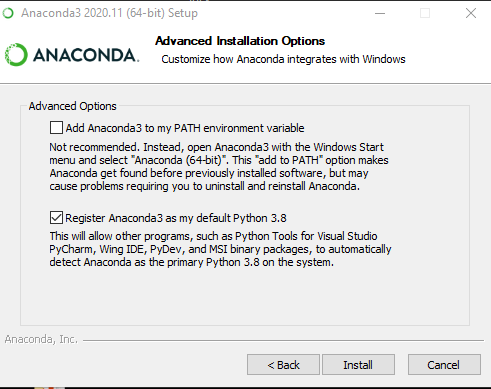 Anaconda3 2020.11 (64-bit) Setup
Advanced Installation Options
Customize how Anaconda integrates with Windows
ANACONDA.
Advanced Options
Add Anaconda3 to my PATH environment variable
Not recommended. Instead, open Anaconda3 with the Windows Start
menu and select "Anaconda (64-bit)". This "add to PATH" option makes
Anaconda get found before previously installed software, but may
cause problems requiring you to uninstall and reinstall Anaconda.
Register Anaconda3 as my default Python 3.8
This will allow other programs, such as Python Tools for Visual Studio
PyCharm, Wing IDE, PyDev, and MSI binary packages, to automatically
detect Anaconda as the primary Python 3.8 on the system.
Anaconda, Inc.
< Back Install Cancel